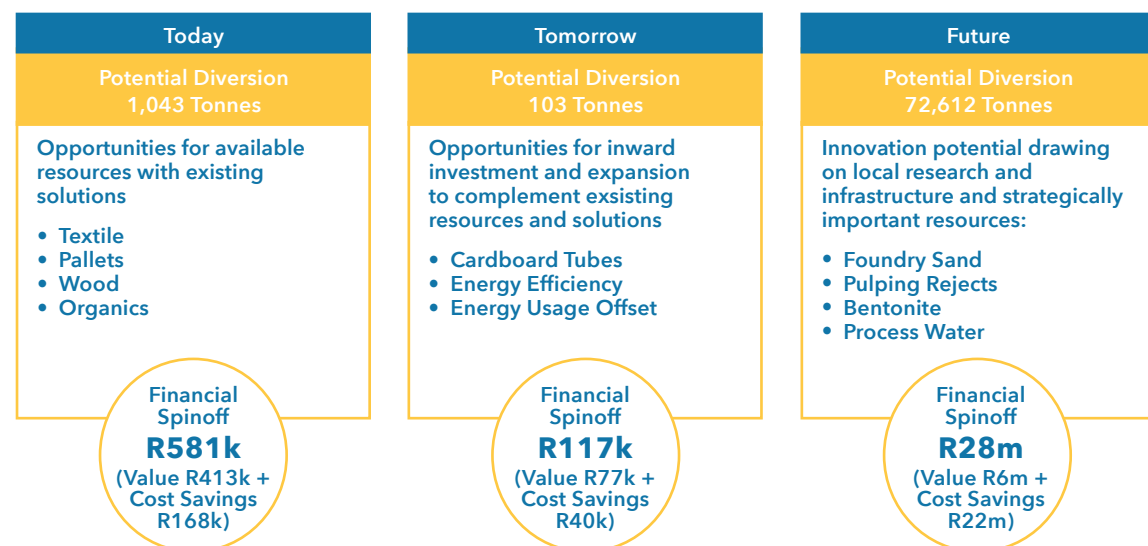 Today
Potential Diversion
1,043 Tonnes
Opportunities for available
resources with existing
solutions
• Textile
• Pallets
• Wood
• Organics
Financial
Spinoff
R581k
(Value R413k +
Cost Savings
R168k)
Tomorrow
Potential Diversion
103 Tonnes
Opportunities for inward
investment and expansion
to complement exsisting
resources and solutions
• Cardboard Tubes
• Energy Efficiency
• Energy Usage Offset
Financial
Spinoff
R117k
(Value R77k +
Cost Savings
R40k)
Future
Potential Diversion
72,612 Tonnes
Innovation potential drawing
on local research and
infrastructure and strategically
important resources:
• Foundry Sand
• Pulping Rejects
• Bentonite
• Process Water
Financial
Spinoff
R28m
(Value R6m +
Cost Savings
R22m)